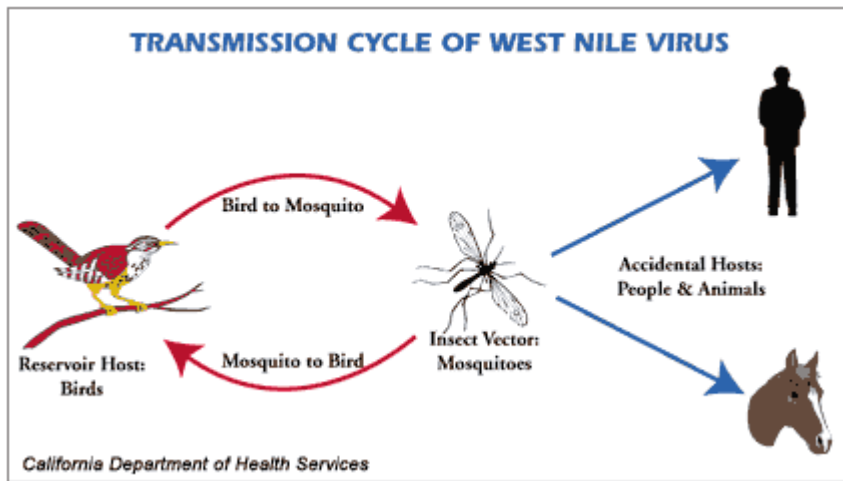 TRANSMISSION CYCLE OF WEST NILE VIRUS
Bird to Mosquito
Accidental Hosts:
People & Animals
Insect Vector:
Mosquitoes
Mosquito to Bird
Reservoir Host:
Birds
California Department of Health Services